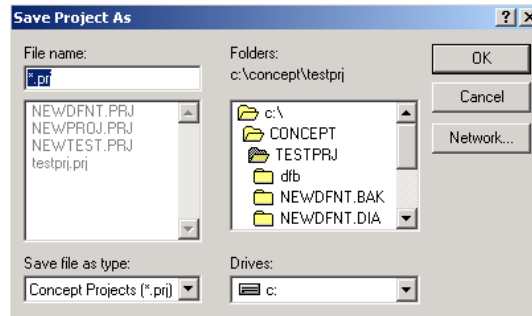 Save Project As
File name:
*.prj
NEWDFNT.PRJ
NEWPROJ.PRJ
NEWTEST.PRJ
testprj.prj
Save file as type:
Concept Projects (*.prj)
Folders:
c:\concept\testprj
c:\
CONCEPT
TESTPRJ
dfb
NEWDFNT.BAK
NEWDFNT.DIA
Drives:
c:
OK
Cancel
Network...